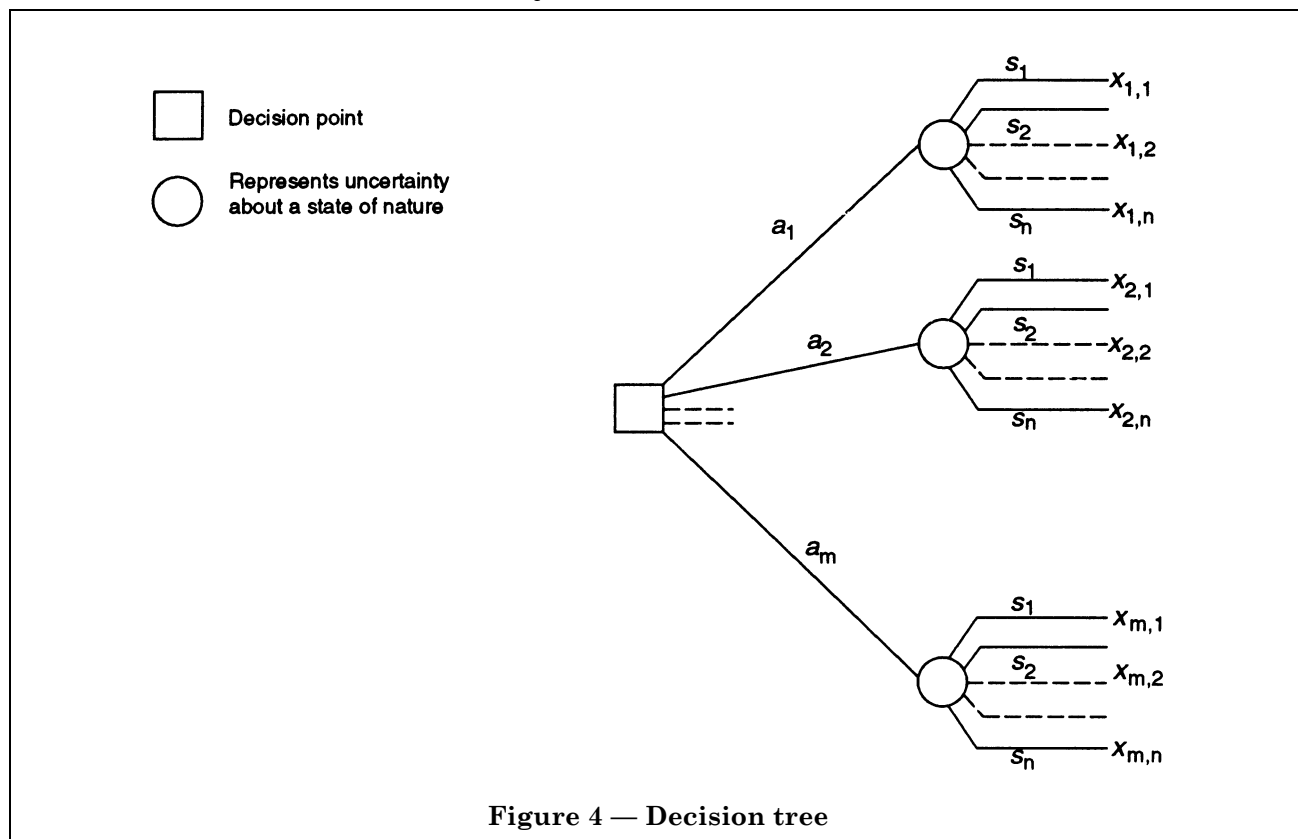 Decision point
Represents uncertainty
about a state of nature
a1
s1
x1,1
s2
x1,2
sn
x1,n
a2
s1
x2,1
s2
x2,2
sn
x2,n
am
s1
xm,1
s2
xm,2
sn
xm,n
Figure 4 — Decision tree